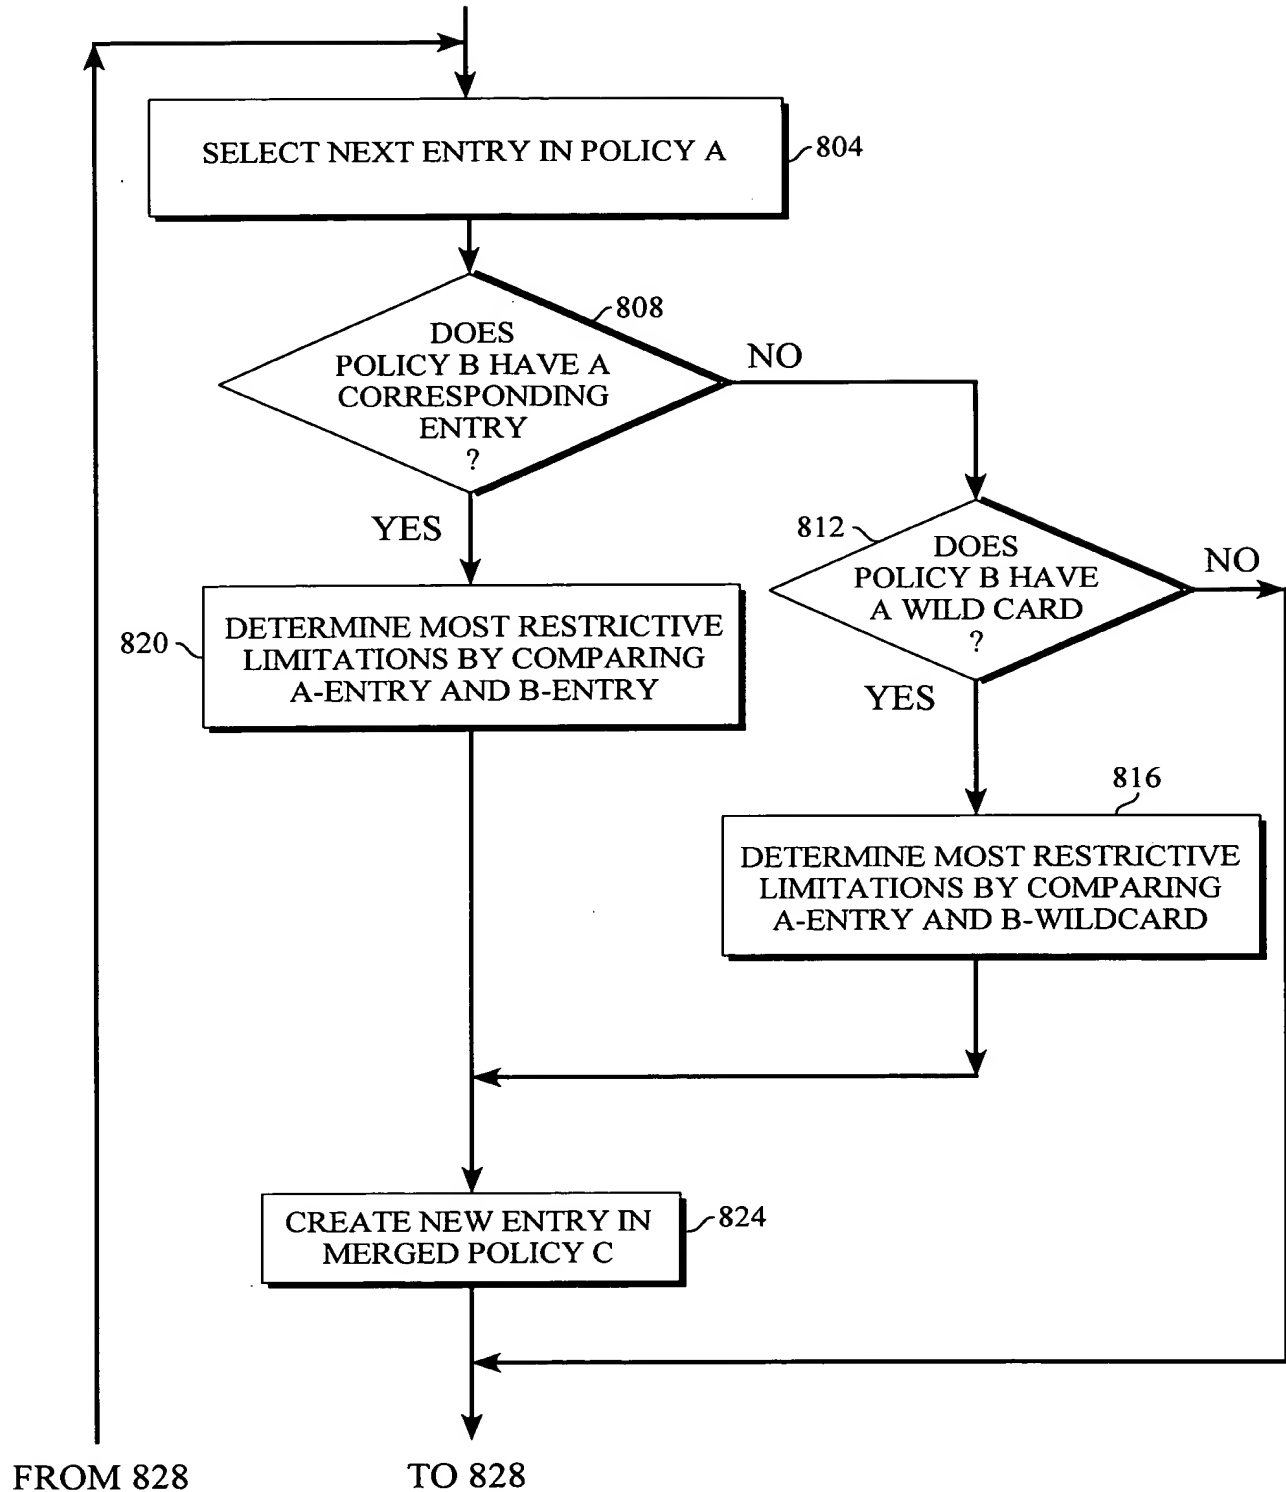 SELECT NEXT ENTRY IN POLICY A
804
808
DOES
POLICY B HAVE A
CORRESPONDING
ENTRY
?
NO
YES
812
DOES
POLICY B HAVE
A WILD CARD
?
NO
YES
820
DETERMINE MOST RESTRICTIVE
LIMITATIONS BY COMPARING
A-ENTRY AND B-ENTRY
816
DETERMINE MOST RESTRICTIVE
LIMITATIONS BY COMPARING
A-ENTRY AND B-WILDCARD
CREATE NEW ENTRY IN
MERGED POLICY C
824
FROM 828
TO 828